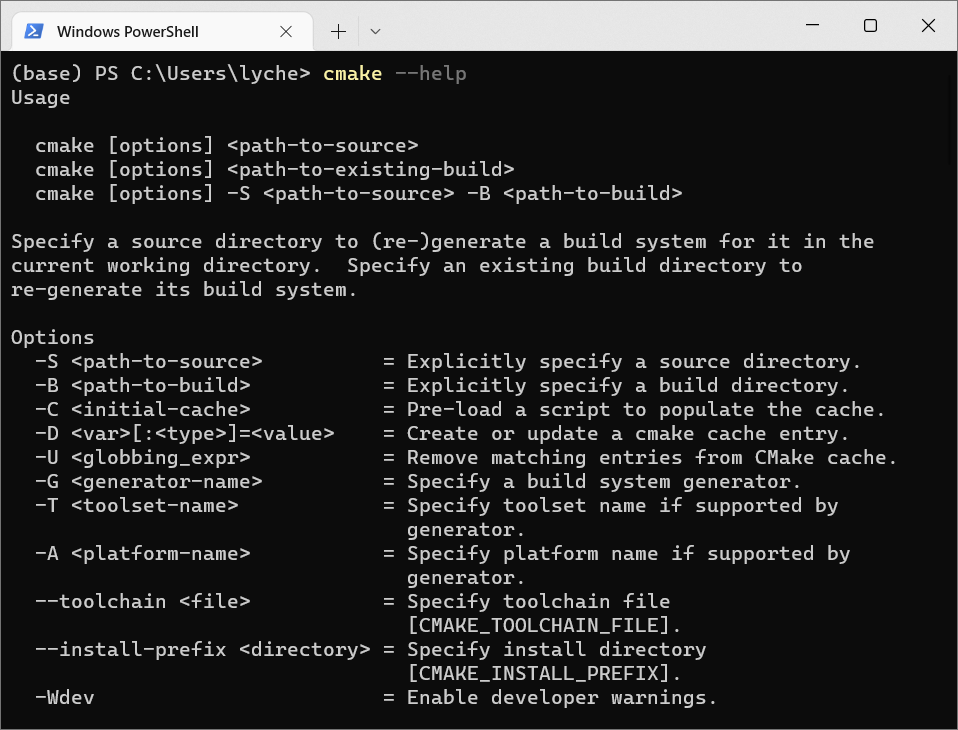 Windows PowerShell
(base) PS C:\Users\lyche> cmake --help
Usage
cmake [options] <path-to-source>
cmake [options] <path-to-existing-build>
cmake [options] -S <path-to-source> -B <path-to-build>
Specify a source directory to (re-)generate a build system for it in the
current working directory.  Specify an existing build directory to
re-generate its build system.
Options
-S <path-to-source>            = Explicitly specify a source directory.
-B <path-to-build>             = Explicitly specify a build directory.
-C <initial-cache>             = Pre-load a script to populate the cache.
-D <var>[:<type>]=<value>      = Create or update a cmake cache entry.
-U <globbing_expr>             = Remove matching entries from CMake cache.
-G <generator-name>            = Specify a build system generator.
-T <toolset-name>              = Specify toolset name if supported by
generator.
-A <platform-name>             = Specify platform name if supported by
generator.
--toolchain <file>             = Specify toolchain file
[CMAKE_TOOLCHAIN_FILE].
--install-prefix <directory> = Specify install directory
[CMAKE_INSTALL_PREFIX].
-Wdev                          = Enable developer warnings.